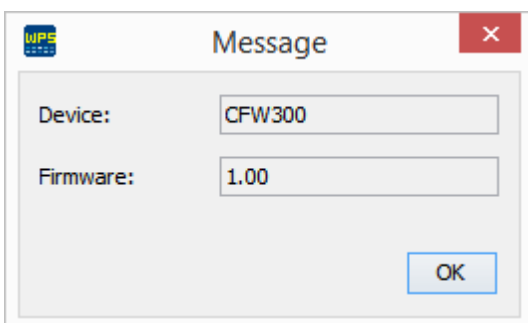 WPS
Message
Device: CFW300
Firmware: 1.00
OK